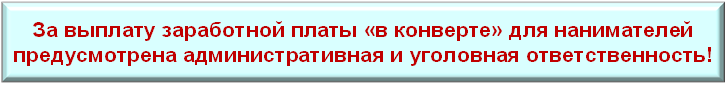 За выплату заработной платы «в конверте» для нанимателей
предусмотрена административная и уголовная ответственность!